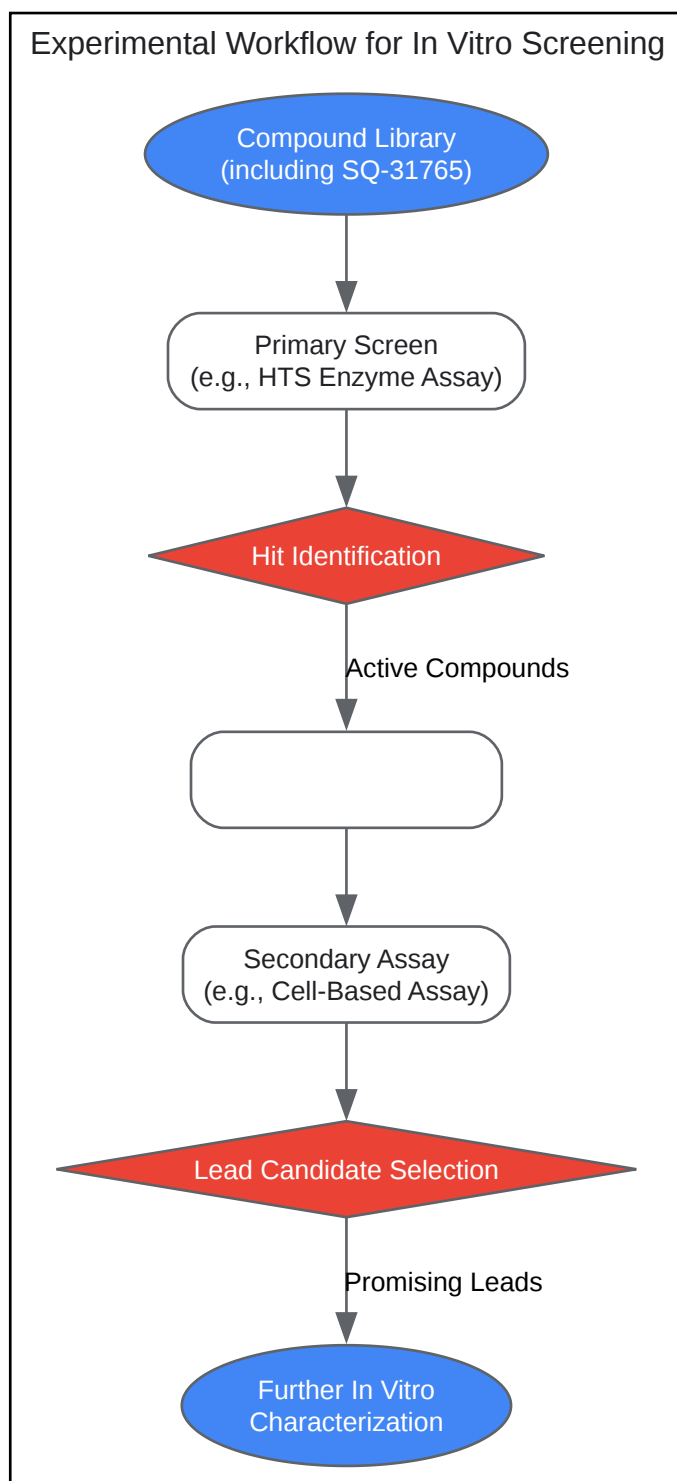 Experimental Workflow for In Vitro Screening
Compound Library
(including SQ-31765)
Primary Screen
(e.g., HTS Enzyme Assay)
Hit Identification
Active Compounds
Secondary Assay
(e.g., Cell-Based Assay)
Lead Candidate Selection
Promising Leads
Further In Vitro
Characterization